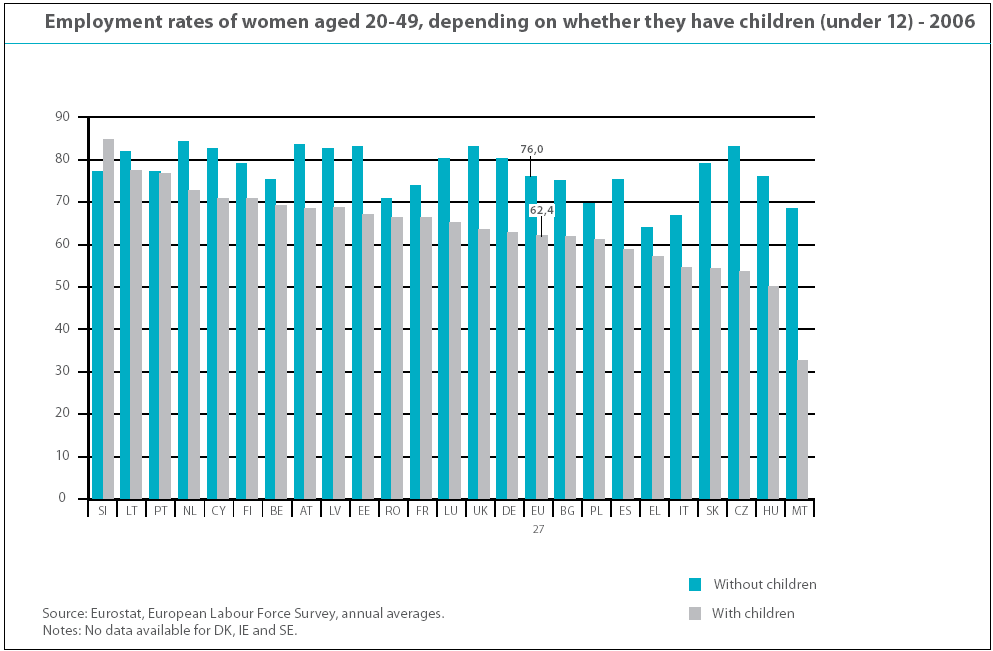 Employment rates of women aged 20-49, depending on whether they have children (under 12) - 2006
90
80
70
60
50
40
30
20
10
0
76,0
62,4
SI LT PT NL CY FI BE AT LV EE RO FR LU UK DE EU BG PL ES EL IT SK CZ HU MT
27
Without children
With children
Source: Eurostat, European Labour Force Survey, annual averages.
Notes: No data available for DK, IE and SE.